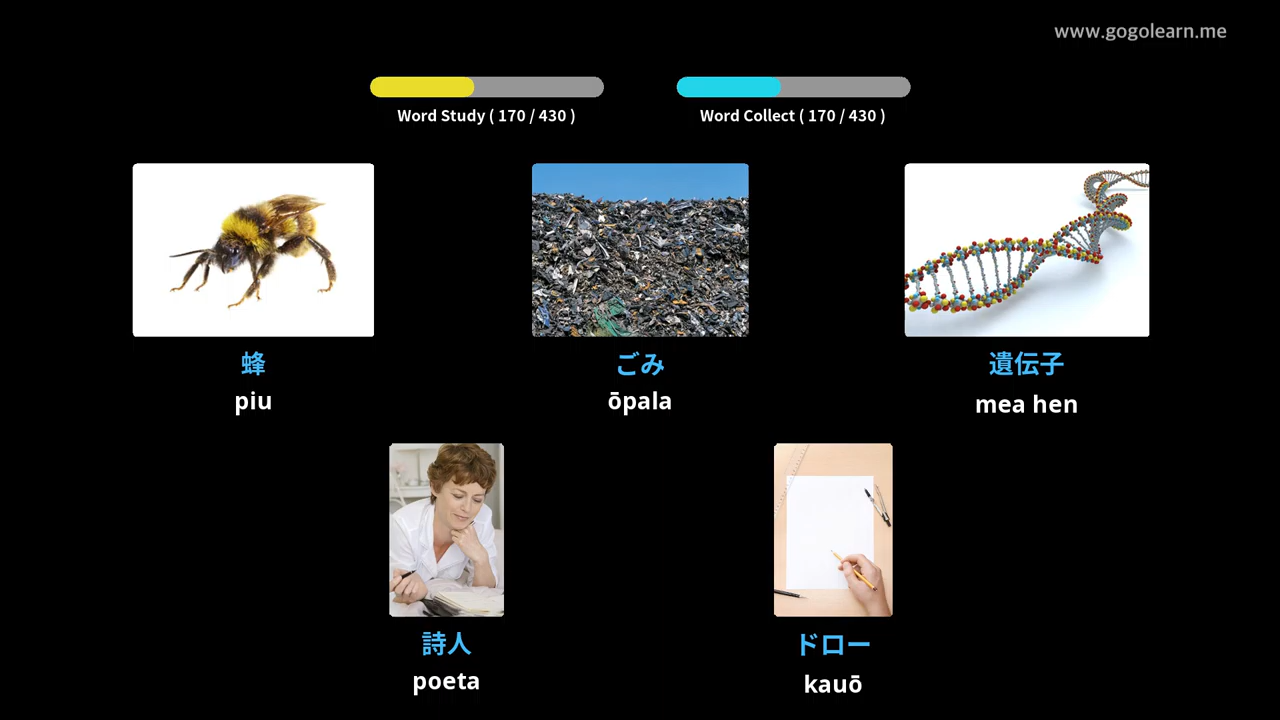 www.gogolearn.me
Word Study ( 170 / 430 )
Word Collect ( 170 / 430 )
蜂
piu
ごみ
ōpala
遺伝子
mea hen
詩人
poeta
ドロー
kauō